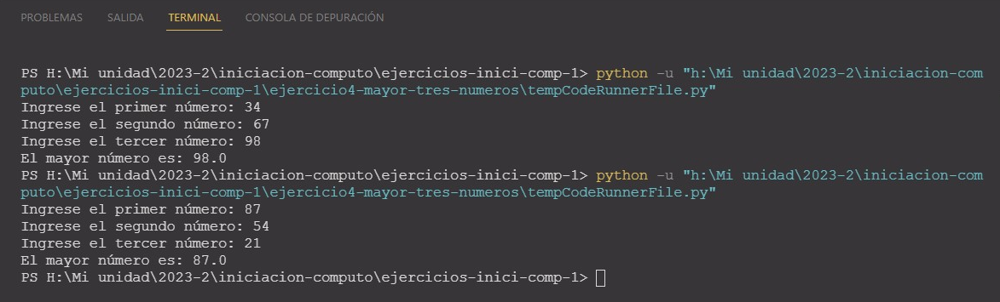 PROBLEMAS SALIDA TERMINAL CONSOLA DE DEPURACIÓN
PS H:\Mi unidad\2023-2\iniciacion-computo\ejercicios-inici-comp-1> python -u "h:\Mi unidad\2023-2\iniciacion-com
puto\ejercicios-inici-comp-1\ejercicio4-mayor-tres-numeros\tempCodeRunnerFile.py"
Ingrese el primer número: 34
Ingrese el segundo número: 67
Ingrese el tercer número: 98
El mayor número es: 98.0
PS H:\Mi unidad\2023-2\iniciacion-computo\ejercicios-inici-comp-1> python -u "h:\Mi unidad\2023-2\iniciacion-com
puto\ejercicios-inici-comp-1\ejercicio4-mayor-tres-numeros\tempCodeRunnerFile.py"
Ingrese el primer número: 87
Ingrese el segundo número: 54
Ingrese el tercer número: 21
El mayor número es: 87.0
PS H:\Mi unidad\2023-2\iniciacion-computo\ejercicios-inici-comp-1>